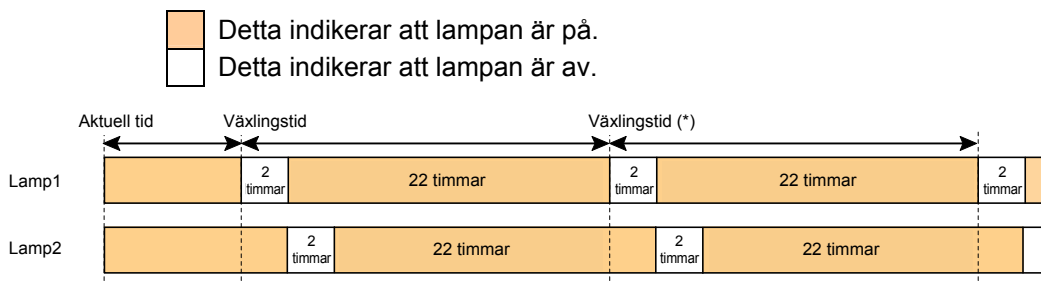 Detta indikerar att lampan är på.
Detta indikerar att lampan är av.
Aktuell tid
Växlingstid
Växlingstid (*)
Lamp1
2
timmar
22 timmar
2
timmar
22 timmar
2
timmar
Lamp2
2
timmar
22 timmar
2
timmar
22 timmar